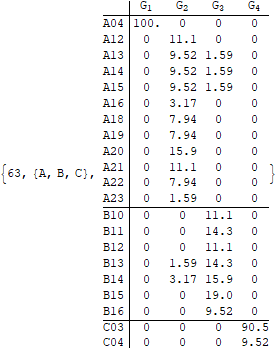 G₁ G₂ G₃ G₄
A04 100. 0 0 0
A12 0 11.1 0 0
A13 0 9.52 1.59 0
A14 0 9.52 1.59 0
A15 0 9.52 1.59 0
A16 0 3.17 0 0
A18 0 7.94 0 0
A19 0 7.94 0 0
A20 0 15.9 0 0
{63, {A, B, C}, A21 0 11.1 0 0 }
A22 0 7.94 0 0
A23 0 1.59 0 0
B10 0 0 11.1 0
B11 0 0 14.3 0
B12 0 0 11.1 0
B13 0 1.59 14.3 0
B14 0 3.17 15.9 0
B15 0 0 19.0 0
B16 0 0 9.52 0
C03 0 0 0 90.5
C04 0 0 0 9.52